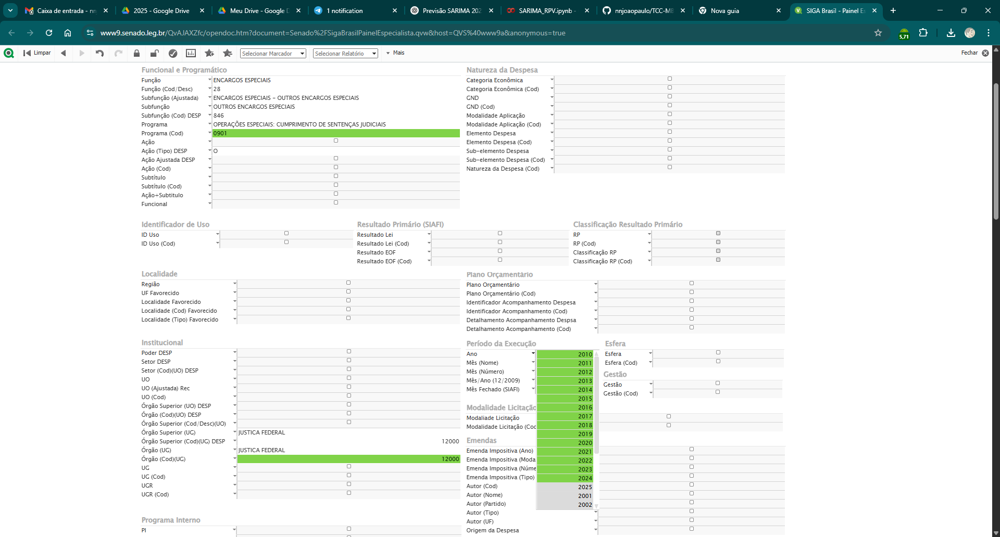 Caixa de entrada - nn
2025 - Google Drive
Meu Drive - Google D
1 notification
Previsão SARIMA 202
SARIMA_RPV.ipynb -
nnjoaopaulo/TCC-MB
Nova guia
SIGA Brasil - Painel Es
www9.senado.leg.br/QvAJAXZfc/opendoc.htm?document=Senado%2FSigaBrasilPainelEspecialista.qvw&host=QVS%40www9a&anonymous=true
5,71
Limpar
Selecionar Marcador
Selecionar Relatório
Mais
Fechar
Funcional e Programático
Função ENCARGOS ESPECIAIS
Função (Cod/Desc) 28
Subfunção (Ajustada) ENCARGOS ESPECIAIS - OUTROS ENCARGOS ESPECIAIS
Subfunção OUTROS ENCARGOS ESPECIAIS
Subfunção (Cod) DESP 846
Programa OPERAÇÕES ESPECIAIS: CUMPRIMENTO DE SENTENÇAS JUDICIAIS
Programa (Cod) 0901
Ação
Ação (Tipo) DESP O
Ação Ajustada DESP
Ação (Cod)
Subtítulo
Subtítulo (Cod)
Ação+Subtitulo
Funcional
Natureza da Despesa
Categoria Econômica
Categoria Econômica (Cod)
GND
GND (Cod)
Modalidade Aplicação
Modalidade Aplicação (Cod)
Elemento Despesa
Elemento Despesa (Cod)
Sub-elemento Despesa
Sub-elemento Despesa (Cod)
Natureza da Despesa (Cod)
Identificador de Uso
ID Uso
ID Uso (Cod)
Resultado Primário (SIAFI)
Resultado Lei
Resultado Lei (Cod)
Resultado EOF
Resultado EOF (Cod)
Classificação Resultado Primário
RP
RP (Cod)
Classificação RP
Classificação RP (Cod)
Localidade
Região
UF Favorecido
Localidade Favorecido
Localidade (Cod) Favorecido
Localidade (Tipo) Favorecido
Plano Orçamentário
Plano Orçamentário
Plano Orçamentário (Cod)
Identificador Acompanhamento Despesa
Identificador Acompanhamento (Cod)
Detalhamento Acompanhamento Despsa
Detalhamento Acompanhamento (Cod)
Institucional
Poder DESP
Setor DESP
Setor (Cod)(UO) DESP
UO
UO (Ajustada) Rec
UO (Cod)
Órgão Superior (UO) DESP
Órgão (Cod)(UO) DESP
Órgão Superior (Cod/Desc)(UO)
Órgão Superior (UG) JUSTICA FEDERAL
Órgão Superior (Cod)(UG) DESP 12000
Órgão (UG) JUSTICA FEDERAL
Órgão (Cod)(UG) 12000
UG
UG (Cod)
UGR
UGR (Cod)
Período da Execução
Ano
Mês (Nome)
Mês (Número)
Mês/Ano (12/2009)
Mês Fechado (SIAFI)
2010
2011
2012
2013
2014
2015
2016
2017
2018
2019
2020
2021
2022
2023
2024
2025
2001
2002
Esfera
Esfera
Esfera (Cod)
Gestão
Gestão
Gestão (Cod)
Modalidade Licitação
Modaliade Licitação
Modalidade Licitação (Coc
Emendas
Emenda Impositiva (Ano)
Emenda Impositiva (Moda
Emenda Impositiva (Núme
Emenda Impositiva (Tipo)
Autor (Cod)
Autor (Nome)
Autor (Partido)
Autor (Tipo)
Autor (UF)
Origem da Despesa
Programa Interno
PI